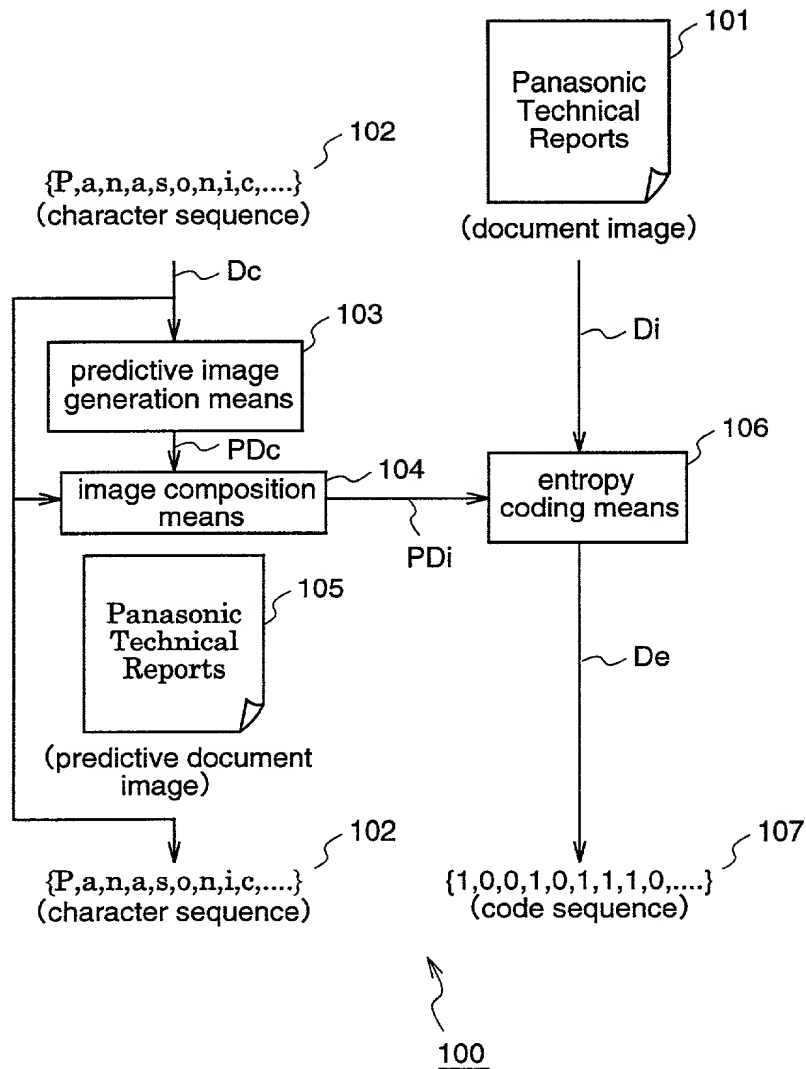 101
Panasonic
Technical
Reports
(document image)
102
{P,a,n,a,s,o,n,i,c,....}
(character sequence)
Dc
Di
103
predictive image
generation means
PDc
104
image composition
means
PDi
106
entropy
coding means
105
Panasonic
Technical
Reports
(predictive document
image)
De
102
{P,a,n,a,s,o,n,i,c,....}
(character sequence)
107
{1,0,0,1,0,1,1,1,0,....}
(code sequence)
100